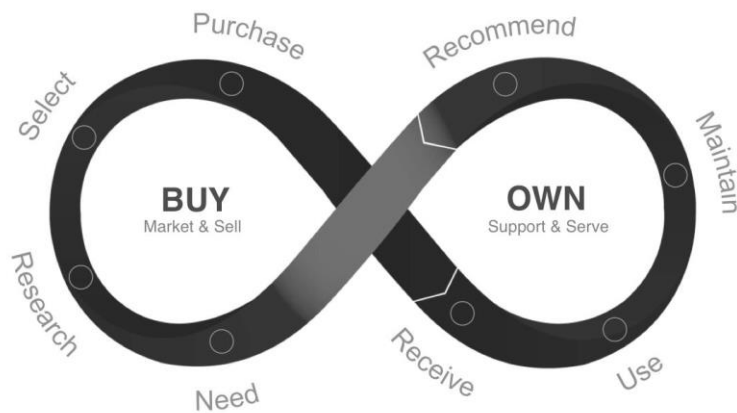 Purchase
Recommend
Select
Maintain
BUY
Market & Sell
OWN
Support & Serve
Research
Receive
Use
Need